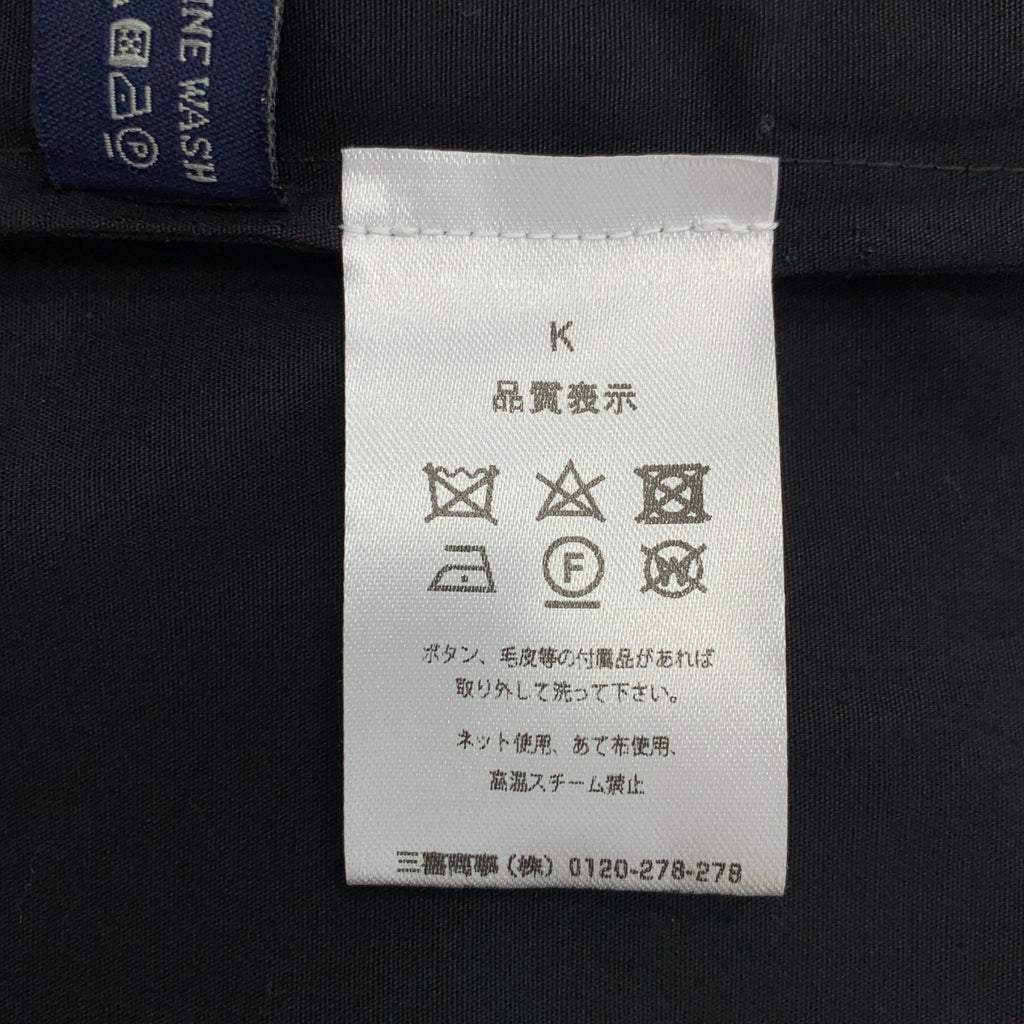 INE WASH
P
K
品質表示
F
W
ボタン、毛皮等の付属品があれば
取り外して洗って下さい。
ネット使用、あて布使用、
高温スチーム禁止
三喜商事（株）0120-278-278